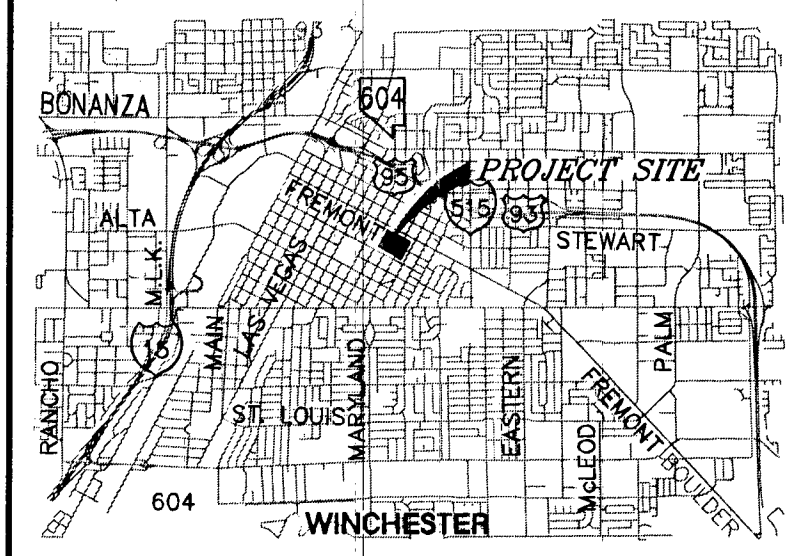 93
BONANZA
604
95
PROJECT SITE
515
93
FREMONT
ALTA
STEWART
M.L.K.
LAS VEGAS
MAIN
15
PALM
RANCHO
MARYLAND
EASTERN
FREMONT
ST. LOUIS
McLEOD
BOULDER
604
WINCHESTER